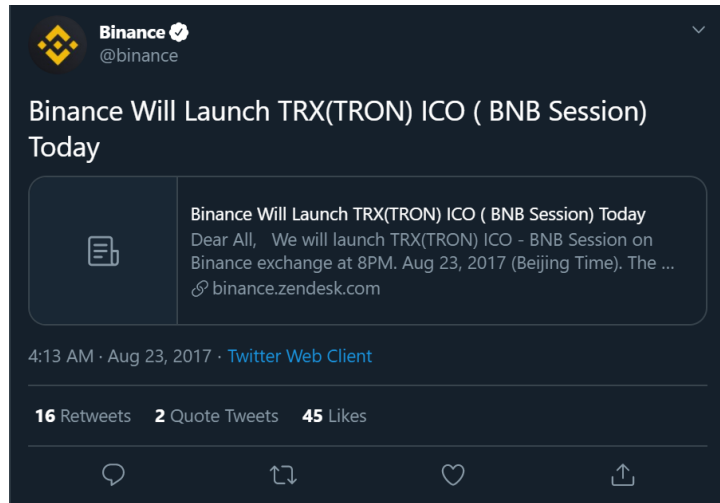 Binance
@binance
Binance Will Launch TRX(TRON) ICO ( BNB Session)
Today
Binance Will Launch TRX(TRON) ICO ( BNB Session) Today
Dear All,   We will launch TRX(TRON) ICO - BNB Session on
Binance exchange at 8PM. Aug 23, 2017 (Beijing Time). The ...
binance.zendesk.com
4:13 AM · Aug 23, 2017 · Twitter Web Client
16 Retweets 2 Quote Tweets 45 Likes